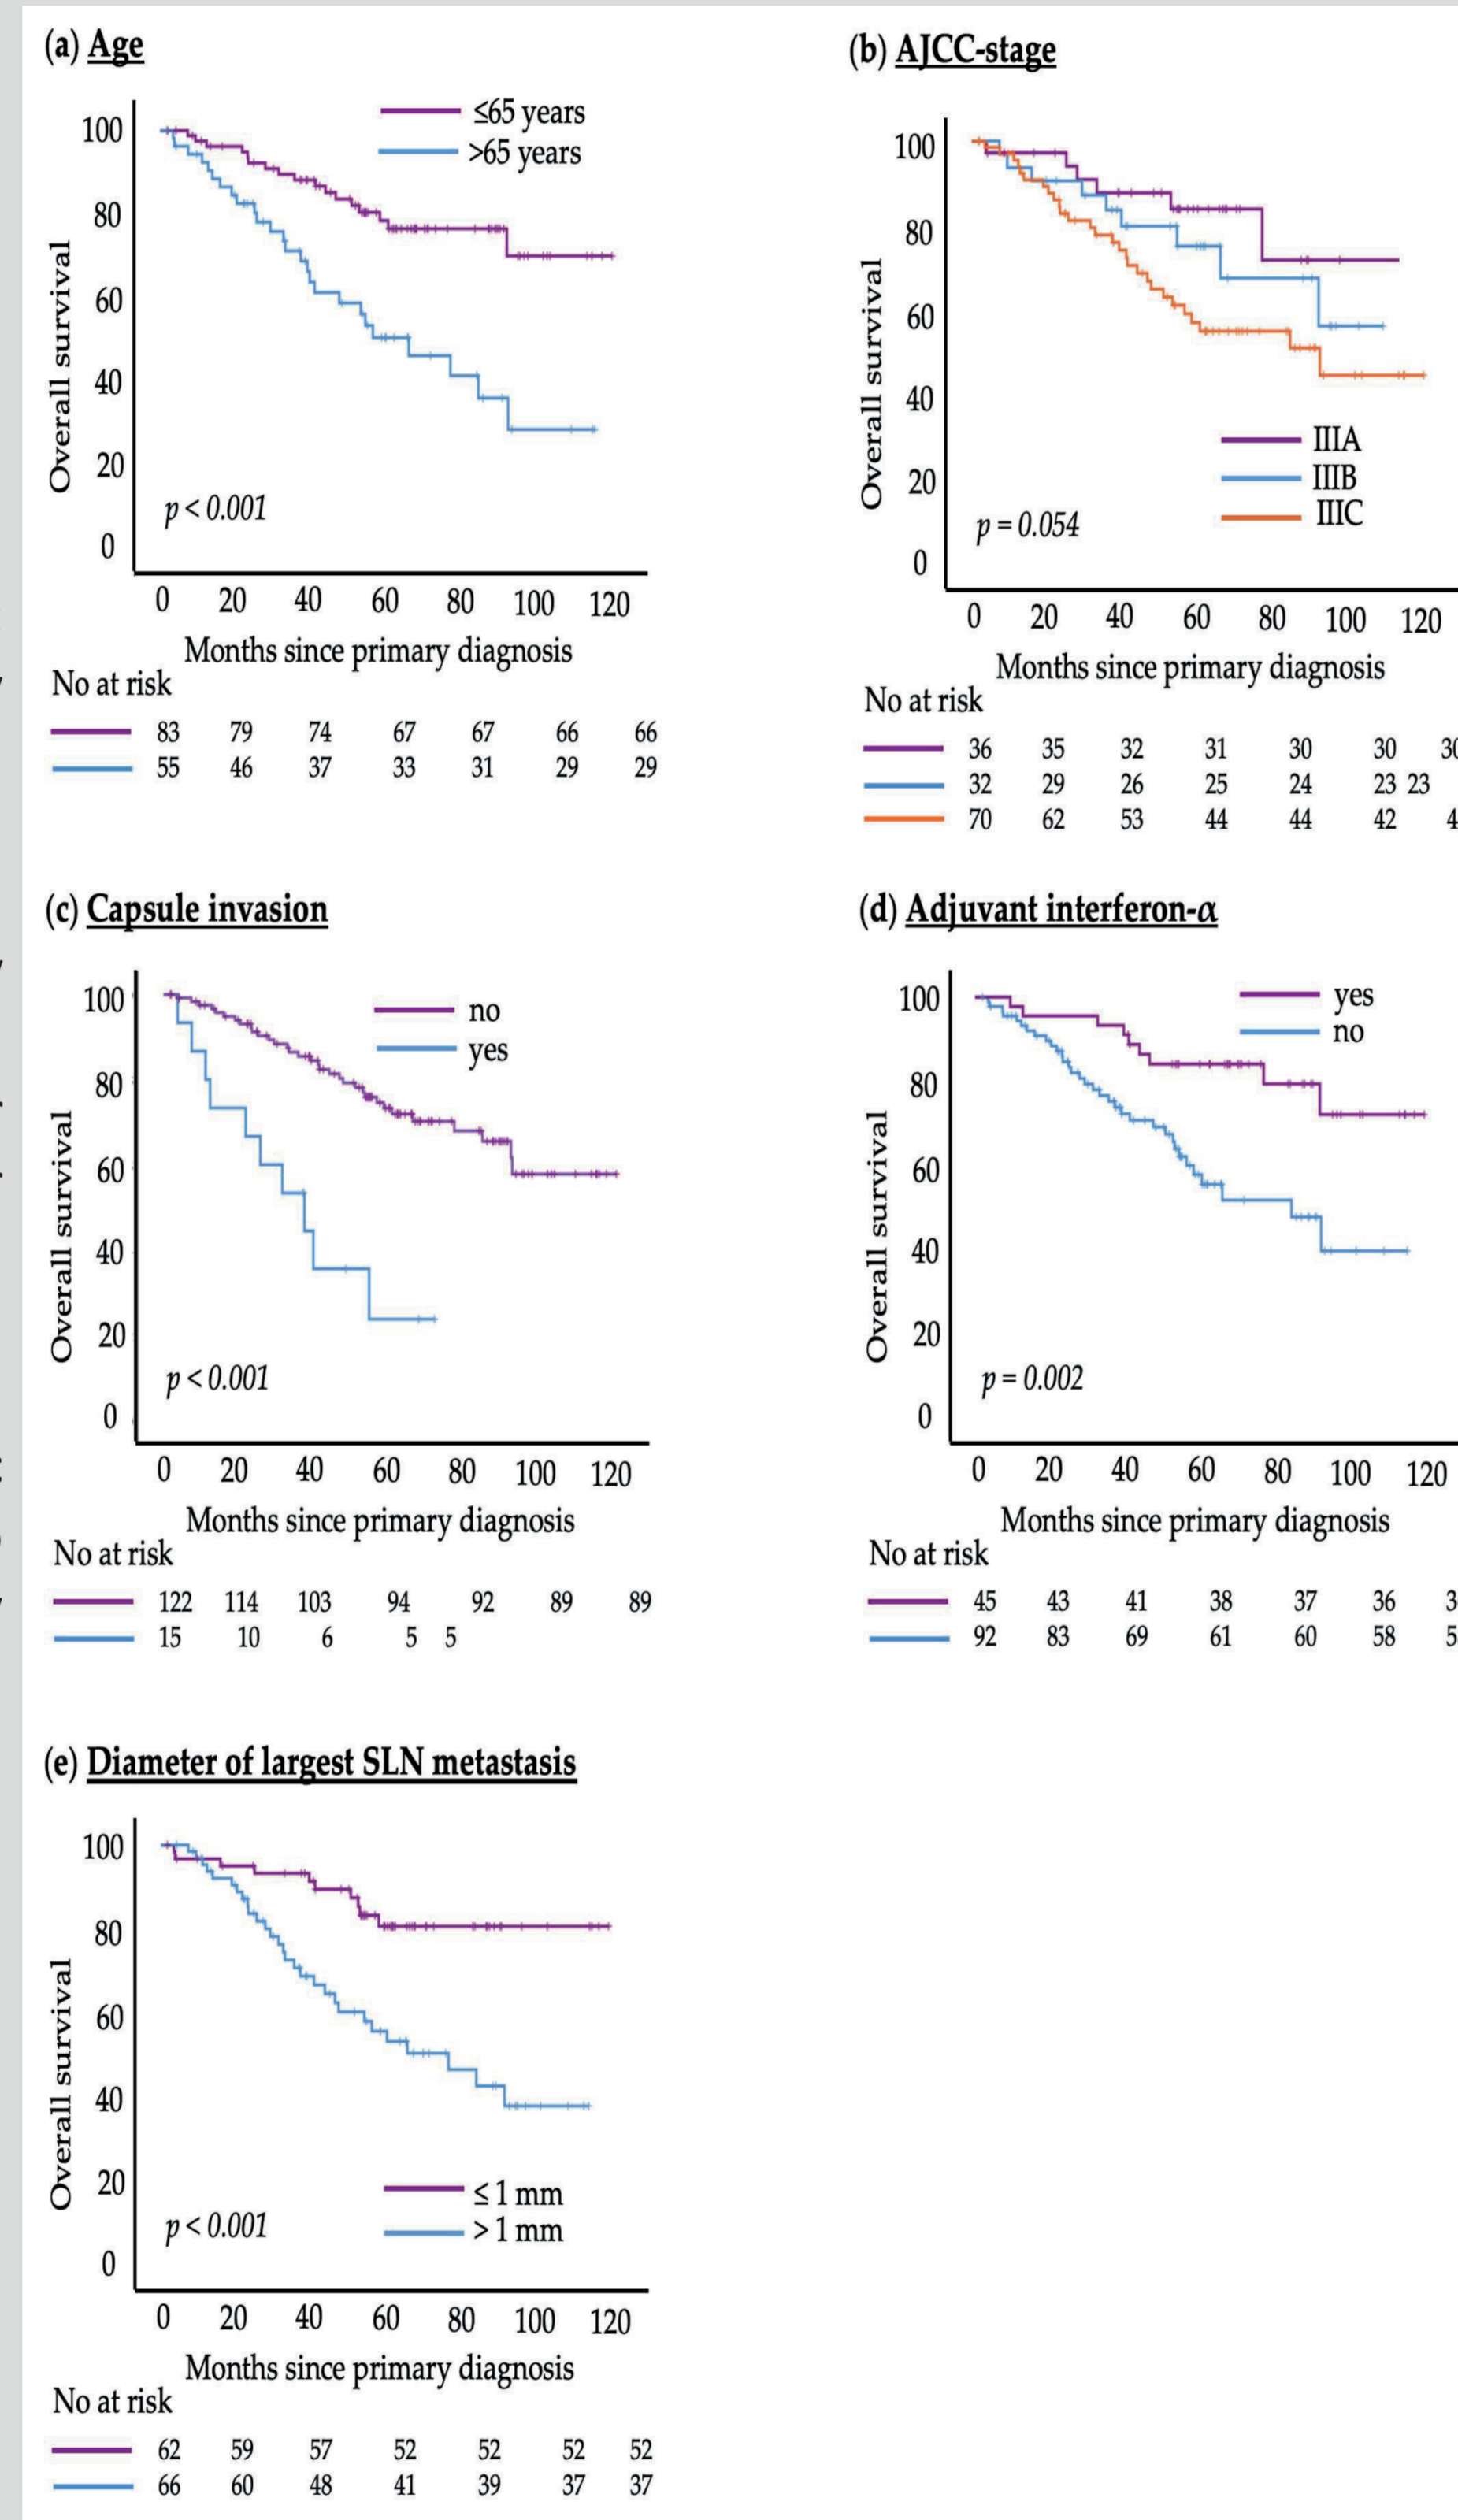 (a) Age
≤65 years
>65 years
100
80
60
40
20
0
Overall survival
p < 0.001
0 20 40 60 80 100 120
Months since primary diagnosis
No at risk
83 79 74 67 67 66 66
55 46 37 33 31 29 29
(b) AJCC-stage
100
80
60
40
20
0
Overall survival
IIIA
IIIB
IIIC
p = 0.054
0 20 40 60 80 100 120
Months since primary diagnosis
No at risk
36 35 32 31 30 30
32 29 26 25 24 23 23
70 62 53 44 44 42
(c) Capsule invasion
no
yes
100
80
60
40
20
0
Overall survival
p < 0.001
0 20 40 60 80 100 120
Months since primary diagnosis
No at risk
122 114 103 94 92 89 89
15 10 6 5 5
(d) Adjuvant interferon-α
yes
no
100
80
60
40
20
0
Overall survival
p = 0.002
0 20 40 60 80 100 120
Months since primary diagnosis
No at risk
45 43 41 38 37 36
92 83 69 61 60 58
(e) Diameter of largest SLN metastasis
100
80
60
40
20
0
Overall survival
≤ 1 mm
> 1 mm
p < 0.001
0 20 40 60 80 100 120
Months since primary diagnosis
No at risk
62 59 57 52 52 52 52
66 60 48 41 39 37 37